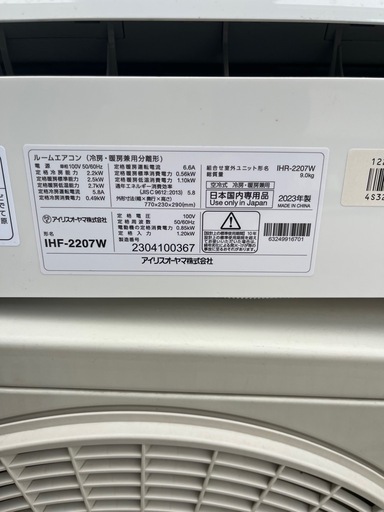 ルームエアコン（冷房・暖房兼用分離形）
電源 単相100V 50/60Hz
定格冷房能力 2.2kW
定格暖房標準能力 2.5kW
定格暖房低温能力 2.7kW
定格冷房運転電流 5.8A
定格冷房消費電力 0.49kW
定格暖房運転電流 6.6A
定格暖房標準消費電力 0.56kW
定格暖房低温消費電力 1.10kW
通年エネルギー消費効率
(JIS C 9612:2013) 5.8
外形寸法(幅×奥行×高さ)
770×230×290(mm)
組合せ室外ユニット形名 IHR-2207W
総質量 9.0kg
空冷式 冷房・暖房兼用
日本国内専用品
Use only in Japan
2023年製
MADE IN CHINA
アイリスオーヤマ株式会社
形名
IHF-2207W
定格電圧 100V
定格周波数 50/60Hz
電動機の定格消費電力 0.85kW
定格入力 1.20kW
製造番号
2304100367
63249916701
アイリスオーヤマ株式会社